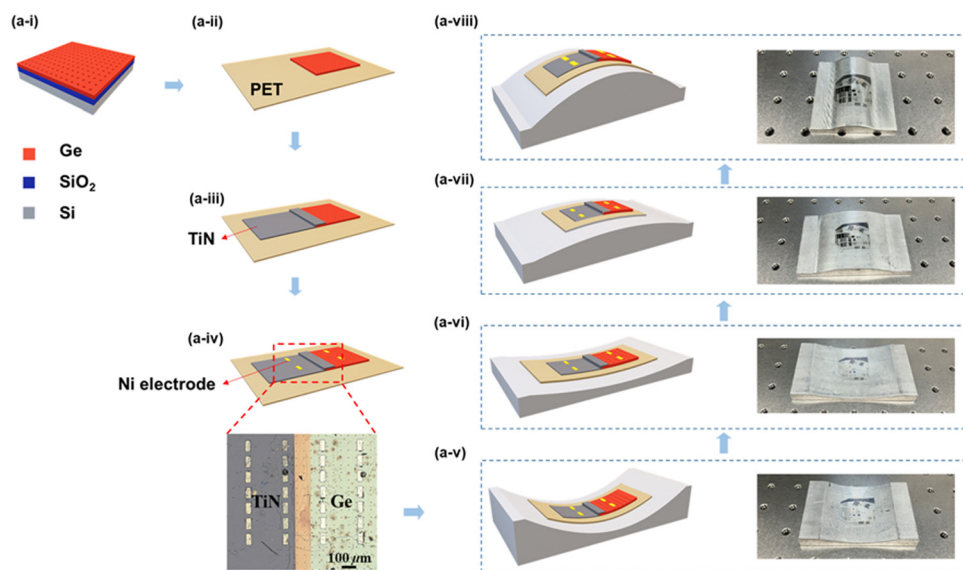 (a-i)
(a-ii)
PET
Ge
SiO₂
Si
(a-iii)
TiN
(a-iv)
Ni electrode
TiN
Ge
100 μm
(a-viii)
(a-vii)
(a-vi)
(a-v)